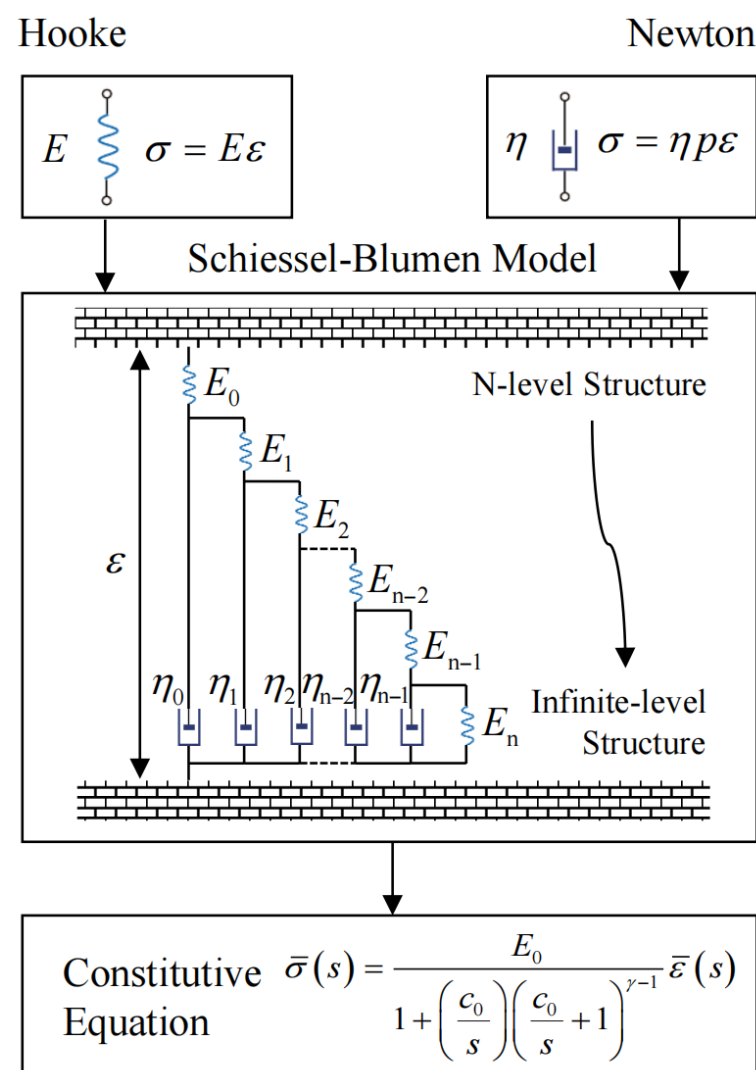 Hooke Newton
E σ = Eε η σ = ηpε
Schiessel-Blumen Model
E₀ N-level Structure
E₁
E₂
ε
Eₙ₋₂
Eₙ₋₁
η₀ η₁ η₂ ηₙ₋₂ ηₙ₋₁ Infinite-level
Eₙ Structure
Constitutive
Equation
σ̄(s) = E₀ / (1 + (c₀/s)(c₀/s + 1)^(γ−1)) ε̄(s)